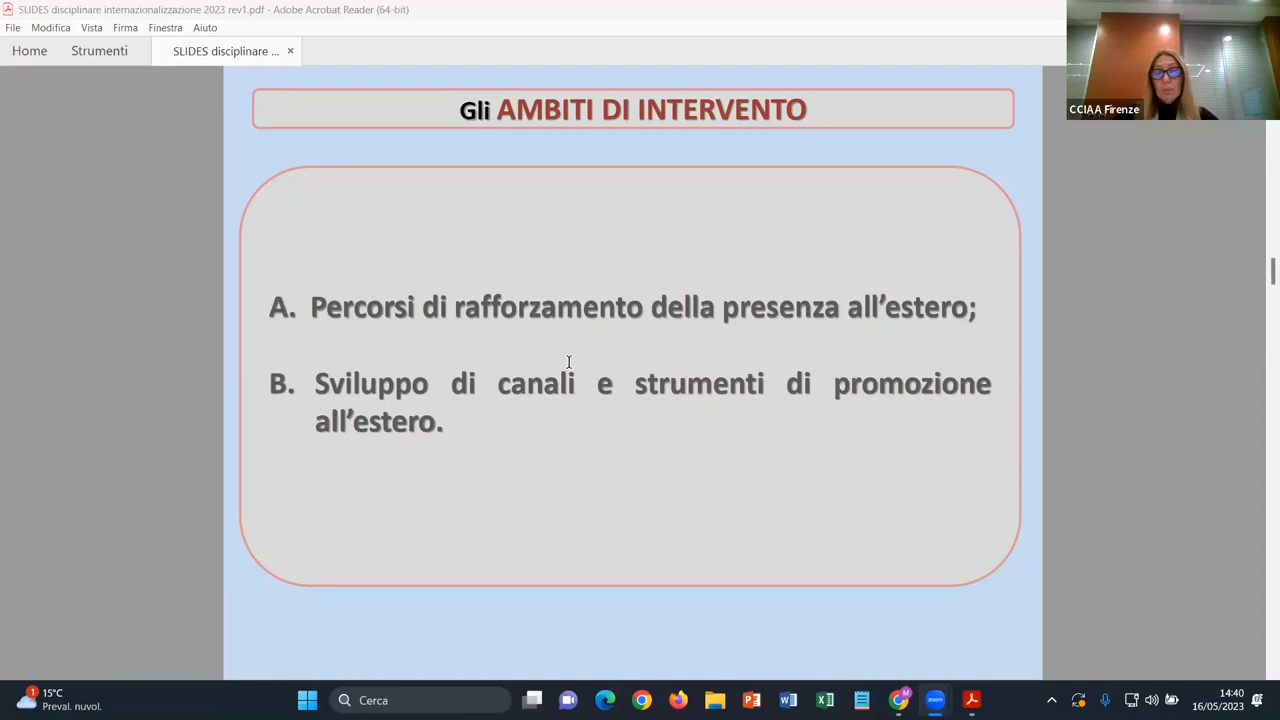 SLIDES disciplinare internazionalizzazione 2023 rev1.pdf - Adobe Acrobat Reader (64-bit)
File Modifica Vista Firma Finestra Aiuto
Home Strumenti SLIDES disciplinare ... ×
CCIAA Firenze
Gli AMBITI DI INTERVENTO
A. Percorsi di rafforzamento della presenza all’estero;
B. Sviluppo di canali e strumenti di promozione
all’estero.
1
15°C
Preval. nuvol.
Cerca
M
zoom
14:40
16/05/2023